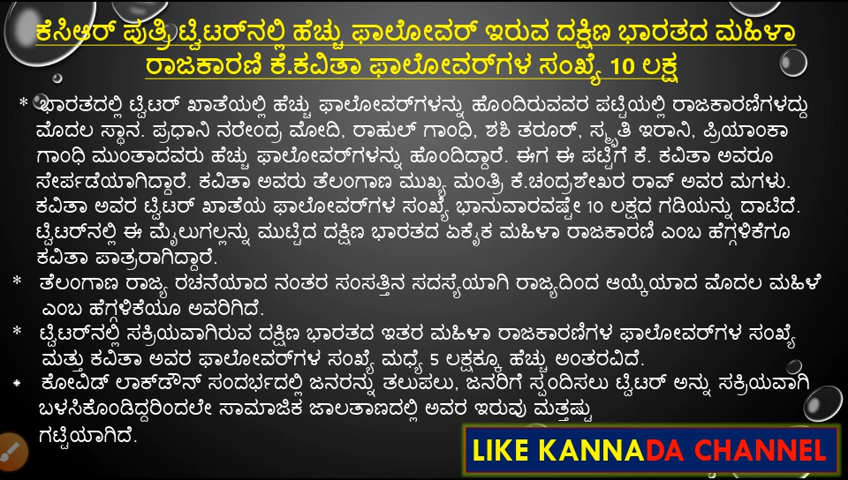 ಕೆಸಿಆರ್ ಪುತ್ರಿ ಟ್ವಿಟರ್‌ನಲ್ಲಿ ಹೆಚ್ಚು ಫಾಲೋವರ್ ಇರುವ ದಕ್ಷಿಣ ಭಾರತದ ಮಹಿಳಾ
ರಾಜಕಾರಣಿ ಕೆ.ಕವಿತಾ ಫಾಲೋವರ್‌ಗಳ ಸಂಖ್ಯೆ 10 ಲಕ್ಷ
* ಭಾರತದಲ್ಲಿ ಟ್ವಿಟರ್ ಖಾತೆಯಲ್ಲಿ ಹೆಚ್ಚು ಫಾಲೋವರ್‌ಗಳನ್ನು ಹೊಂದಿರುವವರ ಪಟ್ಟಿಯಲ್ಲಿ ರಾಜಕಾರಣಿಗಳದ್ದು
ಮೊದಲ ಸ್ಥಾನ. ಪ್ರಧಾನಿ ನರೇಂದ್ರ ಮೋದಿ, ರಾಹುಲ್ ಗಾಂಧಿ, ಶಶಿ ತರೂರ್, ಸ್ಮೃತಿ ಇರಾನಿ, ಪ್ರಿಯಾಂಕಾ
ಗಾಂಧಿ ಮುಂತಾದವರು ಹೆಚ್ಚು ಫಾಲೋವರ್‌ಗಳನ್ನು ಹೊಂದಿದ್ದಾರೆ. ಈಗ ಈ ಪಟ್ಟಿಗೆ ಕೆ. ಕವಿತಾ ಅವರೂ
ಸೇರ್ಪಡೆಯಾಗಿದ್ದಾರೆ. ಕವಿತಾ ಅವರು ತೆಲಂಗಾಣ ಮುಖ್ಯ ಮಂತ್ರಿ ಕೆ.ಚಂದ್ರಶೇಖರ ರಾವ್ ಅವರ ಮಗಳು.
ಕವಿತಾ ಅವರ ಟ್ವಿಟರ್ ಖಾತೆಯ ಫಾಲೋವರ್‌ಗಳ ಸಂಖ್ಯೆ ಭಾನುವಾರವಷ್ಟೇ 10 ಲಕ್ಷದ ಗಡಿಯನ್ನು ದಾಟಿದೆ.
ಟ್ವಿಟರ್‌ನಲ್ಲಿ ಈ ಮೈಲುಗಲ್ಲನ್ನು ಮುಟ್ಟಿದ ದಕ್ಷಿಣ ಭಾರತದ ಏಕೈಕ ಮಹಿಳಾ ರಾಜಕಾರಣಿ ಎಂಬ ಹೆಗ್ಗಳಿಕೆಗೂ
ಕವಿತಾ ಪಾತ್ರರಾಗಿದ್ದಾರೆ.
* ತೆಲಂಗಾಣ ರಾಜ್ಯ ರಚನೆಯಾದ ನಂತರ ಸಂಸತ್ತಿನ ಸದಸ್ಯೆಯಾಗಿ ರಾಜ್ಯದಿಂದ ಆಯ್ಕೆಯಾದ ಮೊದಲ ಮಹಿಳೆ
ಎಂಬ ಹೆಗ್ಗಳಿಕೆಯೂ ಅವರಿಗಿದೆ.
* ಟ್ವಿಟರ್‌ನಲ್ಲಿ ಸಕ್ರಿಯವಾಗಿರುವ ದಕ್ಷಿಣ ಭಾರತದ ಇತರ ಮಹಿಳಾ ರಾಜಕಾರಣಿಗಳ ಫಾಲೋವರ್‌ಗಳ ಸಂಖ್ಯೆ
ಮತ್ತು ಕವಿತಾ ಅವರ ಫಾಲೋವರ್‌ಗಳ ಸಂಖ್ಯೆ ಮಧ್ಯೆ 5 ಲಕ್ಷಕ್ಕೂ ಹೆಚ್ಚು ಅಂತರವಿದೆ.
* ಕೋವಿಡ್ ಲಾಕ್‌ಡೌನ್ ಸಂದರ್ಭದಲ್ಲಿ ಜನರನ್ನು ತಲುಪಲು, ಜನರಿಗೆ ಸ್ಪಂದಿಸಲು ಟ್ವಿಟರ್ ಅನ್ನು ಸಕ್ರಿಯವಾಗಿ
ಬಳಸಿಕೊಂಡಿದ್ದರಿಂದಲೇ ಸಾಮಾಜಿಕ ಜಾಲತಾಣದಲ್ಲಿ ಅವರ ಇರುವು ಮತ್ತಷ್ಟು
ಗಟ್ಟಿಯಾಗಿದೆ.
LIKE KANNADA CHANNEL